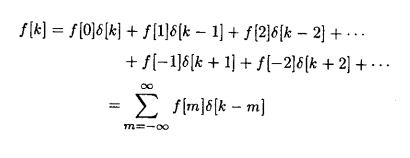 f[k] = f[0]δ[k] + f[1]δ[k − 1] + f[2]δ[k − 2] + ⋯
+ f[−1]δ[k + 1] + f[−2]δ[k + 2] + ⋯
= ∑_{m=−∞}^{∞} f[m]δ[k − m]